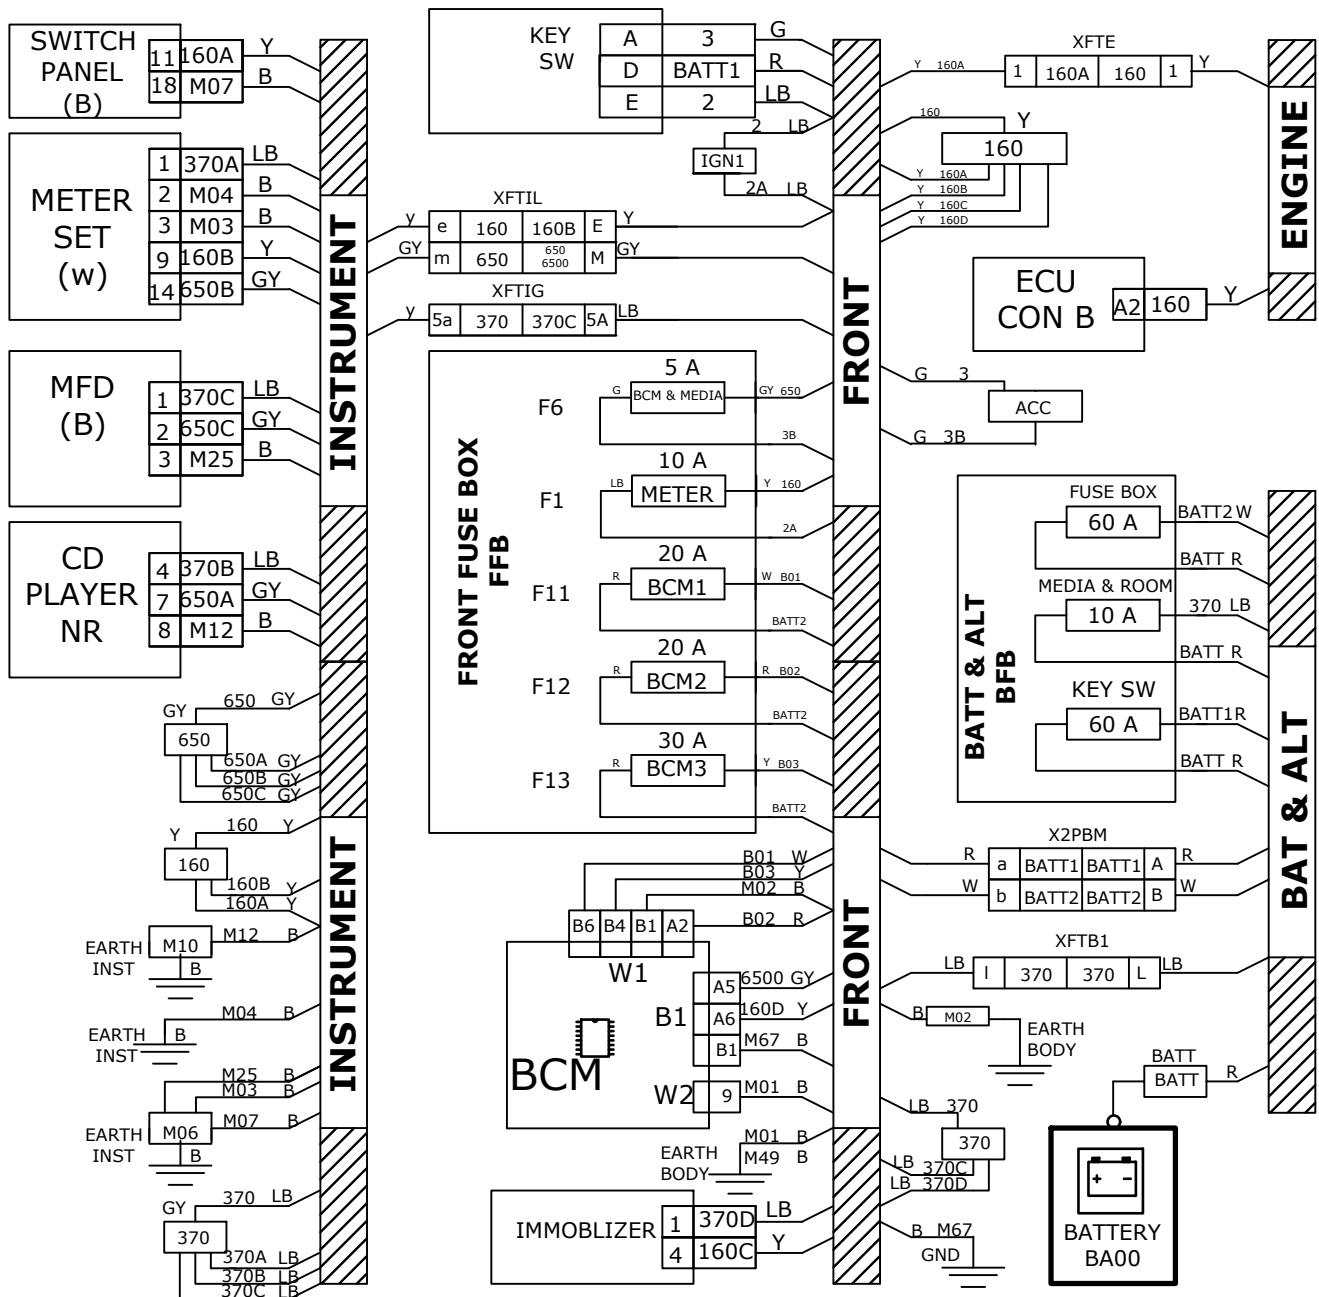 SWITCH
PANEL
(B)
11 160A Y
18 M07 B
METER
SET
(w)
1 370A LB
2 M04 B
3 M03 B
9 160B Y
14 650B GY
MFD
(B)
1 370C LB
2 650C GY
3 M25 B
CD
PLAYER
NR
4 370B LB
7 650A GY
8 M12 B
650 GY
GY
650
650A GY
650B GY
650C GY
160 Y
Y
160
160B Y
160A Y
M12 B
EARTH
INST
M10
B
M04 B
EARTH
INST
B
M25 B
M03 B
M07 B
EARTH
INST
M06
B
370 LB
GY
370
370A LB
370B LB
370C LB
INSTRUMENT
INSTRUMENT
KEY
SW
A 3 G
D BATT1 R
E 2 LB
2 LB
IGN1
2A LB
XFTIL
y e 160 160B E Y
GY m 650 650 6500 M GY
XFTIG
y 5a 370 370C 5A LB
FRONT FUSE BOX
FFB
5 A
F6
G BCM & MEDIA GY 650
3B
10 A
F1
LB METER Y 160
2A
20 A
F11
R BCM1 W B01
BATT2
20 A
F12
R BCM2 R B02
BATT2
30 A
F13
R BCM3 Y B03
BATT2
B01 W
B03 Y
M02 B
B02 R
B6 B4 B1 A2
W1
BCM
B1
A5 6500 GY
A6 160D Y
B1 M67 B
W2
9 M01 B
M01 B
M49 B
EARTH
BODY
IMMOBLIZER
1 370D LB
4 160C Y
FRONT
FRONT
XFTE
Y 160A 1 160A 160 1 Y
160 Y
160
Y 160A
Y 160B
Y 160C
Y 160D
ECU
CON B
A2 160 Y
ENGINE
G 3
ACC
G 3B
BATT & ALT
BFB
FUSE BOX
60 A
BATT2 W
BATT R
MEDIA & ROOM
10 A
370 LB
BATT R
KEY SW
60 A
BATT1 R
BATT R
BAT & ALT
X2PBM
R a BATT1 BATT1 A R
W b BATT2 BATT2 B W
XFTB1
LB l 370 370 L LB
B M02
EARTH
BODY
BATT
BATT R
LB 370
370
LB 370C
LB 370D
B M67
GND
+ -
BATTERY
BA00